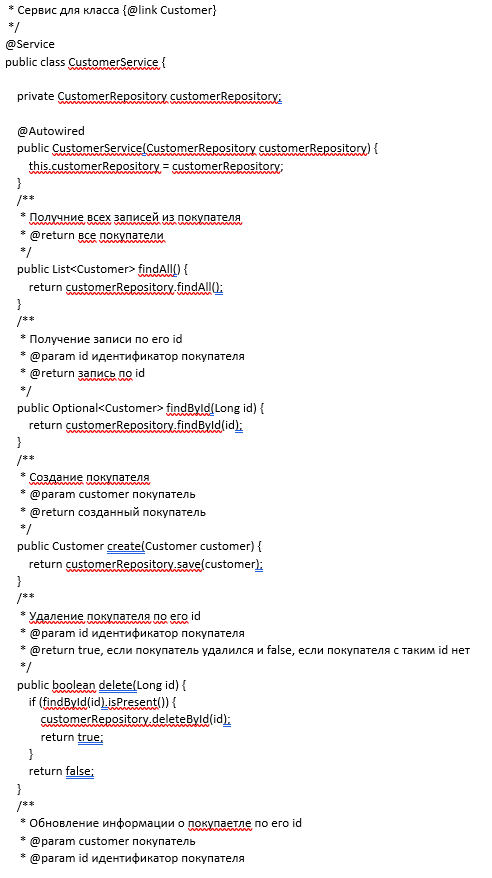 * Сервис для класса {@link Customer}
*/
@Service
public class CustomerService {
private CustomerRepository customerRepository;
@Autowired
public CustomerService(CustomerRepository customerRepository) {
this.customerRepository = customerRepository;
}
/**
* Получние всех записей из покупателя
* @return все покупатели
*/
public List<Customer> findAll() {
return customerRepository.findAll();
}
/**
* Получение записи по его id
* @param id идентификатор покупателя
* @return запись по id
*/
public Optional<Customer> findById(Long id) {
return customerRepository.findById(id);
}
/**
* Создание покупателя
* @param customer покупатель
* @return созданный покупатель
*/
public Customer create(Customer customer) {
return customerRepository.save(customer);
}
/**
* Удаление покупателя по его id
* @param id идентификатор покупателя
* @return true, если покупатель удалился и false, если покупателя с таким id нет
*/
public boolean delete(Long id) {
if (findById(id).isPresent()) {
customerRepository.deleteById(id);
return true;
}
return false;
}
/**
* Обновление информации о покупаетле по его id
* @param customer покупатель
* @param id идентификатор покупателя